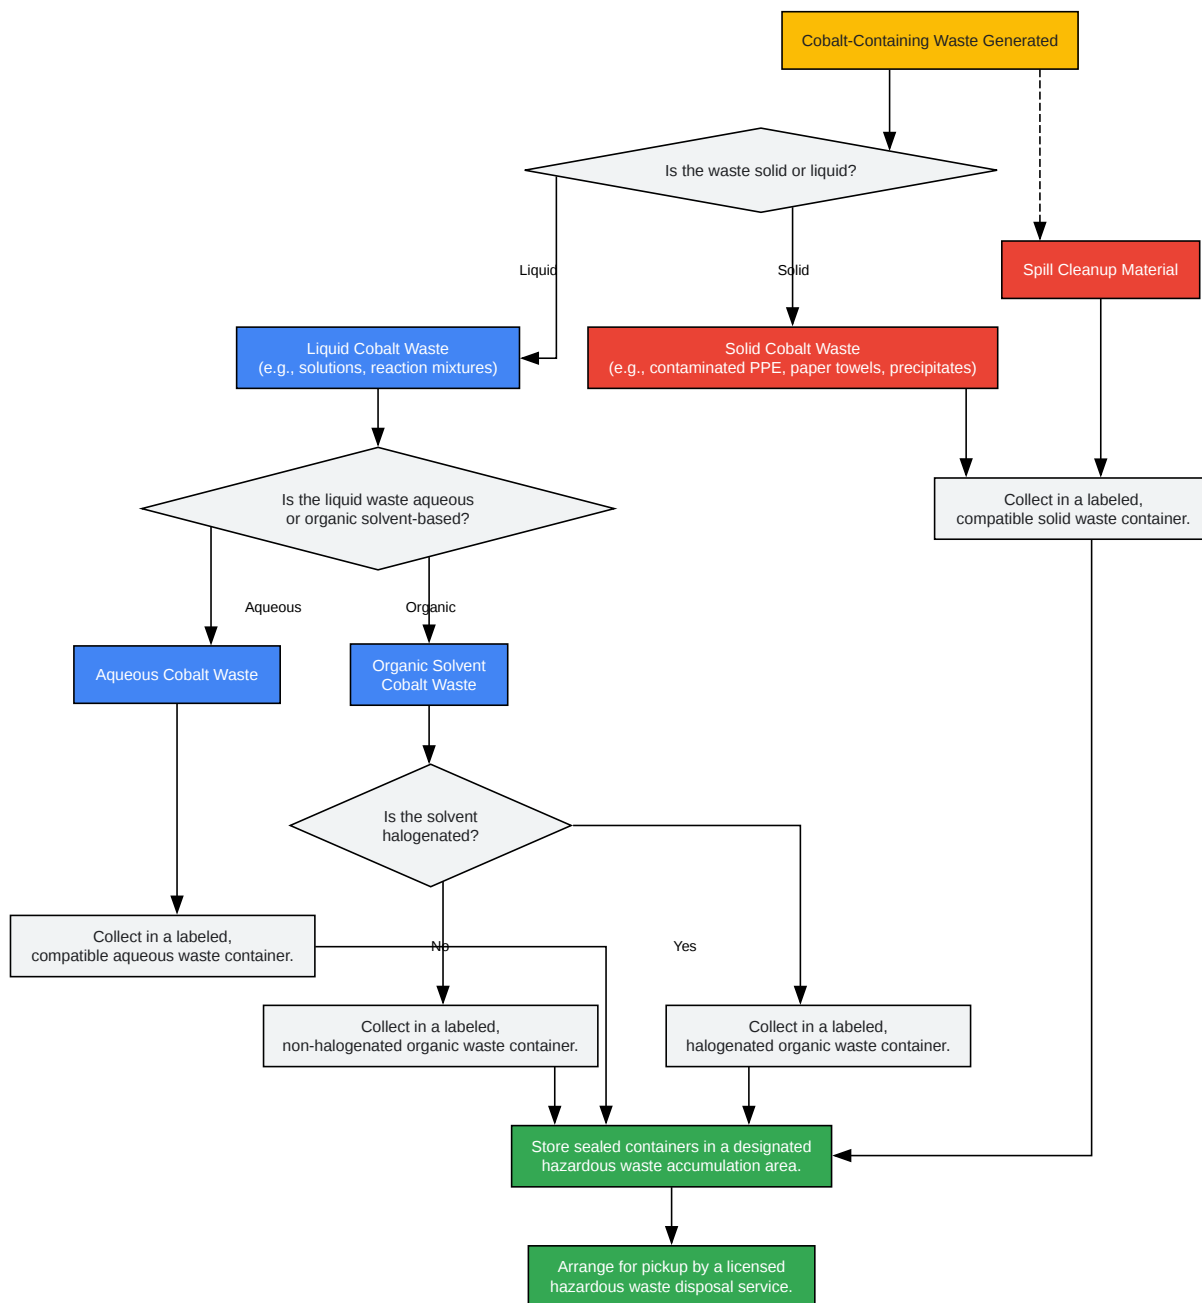 Cobalt-Containing Waste Generated
Is the waste solid or liquid?
Liquid
Solid
Spill Cleanup Material
Liquid Cobalt Waste
(e.g., solutions, reaction mixtures)
Solid Cobalt Waste
(e.g., contaminated PPE, paper towels, precipitates)
Is the liquid waste aqueous
or organic solvent-based?
Collect in a labeled,
compatible solid waste container.
Aqueous
Organic
Aqueous Cobalt Waste
Organic Solvent
Cobalt Waste
Is the solvent
halogenated?
Collect in a labeled,
compatible aqueous waste container.
No
Yes
Collect in a labeled,
non-halogenated organic waste container.
Collect in a labeled,
halogenated organic waste container.
Store sealed containers in a designated
hazardous waste accumulation area.
Arrange for pickup by a licensed
hazardous waste disposal service.